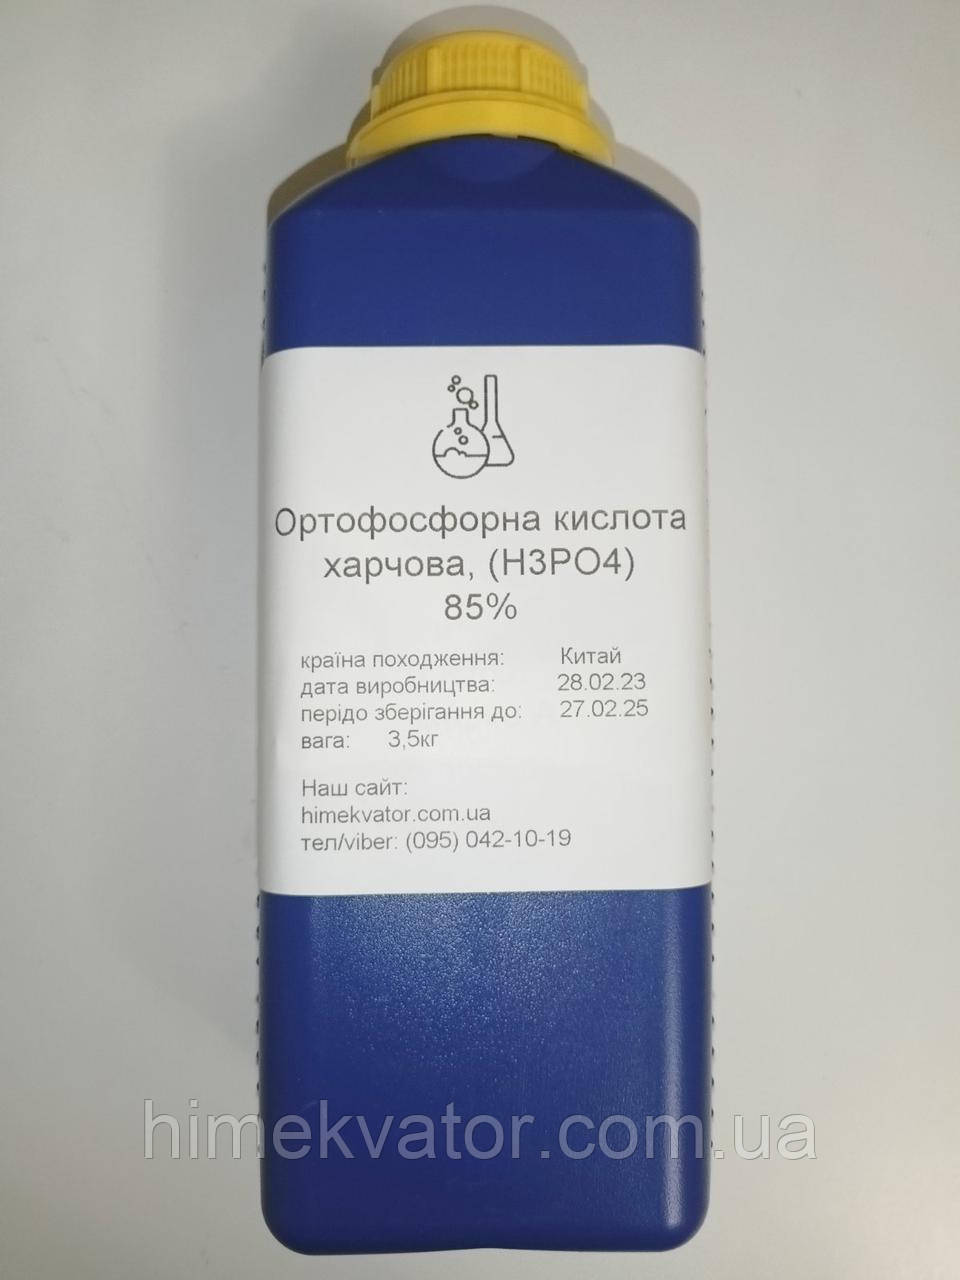 Ортофосфорна кислота
харчова, (H3PO4)
85%
країна походження: Китай
дата виробництва: 28.02.23
перідо зберігання до: 27.02.25
вага: 3,5кг
Наш сайт:
himekvator.com.ua
тел/viber: (095) 042-10-19
himekvator.com.ua